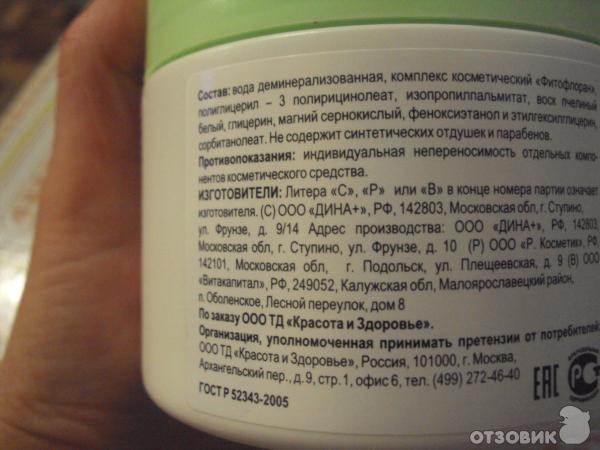 Состав: вода деминерализованная, комплекс косметический «Фитофлоран»,
полиглицерил – 3 полирицинолеат, изопропилпальмитат, воск пчелиный
белый, глицерин, магний сернокислый, феноксиэтанол и этилгексилглицерин,
сорбитанолеат. Не содержит синтетических отдушек и парабенов.
Противопоказания: индивидуальная непереносимость отдельных компо-
нентов косметического средства.
ИЗГОТОВИТЕЛИ: Литера «С», «Р» или «В» в конце номера партии означает
изготовителя. (С) ООО «ДИНА+», РФ, 142803, Московская обл, г. Ступино,
ул. Фрунзе, д. 9/14 Адрес производства: ООО «ДИНА+», РФ, 142803,
Московская обл, г. Ступино, ул. Фрунзе, д. 10 (Р) ООО «Р. Косметик», РФ,
142101, Московская обл, г. Подольск, ул. Плещеевская, д. 9 (В) ООО
«Витакапитал», РФ, 249052, Калужская обл, Малоярославецкий район,
п. Оболенское, Лесной переулок, дом 8
По заказу ООО ТД «Красота и Здоровье».
Организация, уполномоченная принимать претензии от потребителей:
ООО ТД «Красота и Здоровье», Россия, 101000, г. Москва,
Архангельский пер., д. 9, стр. 1, офис 6, тел. (499) 272-46-40
ЕАС
ГОСТ Р 52343-2005
ОТЗОВИК